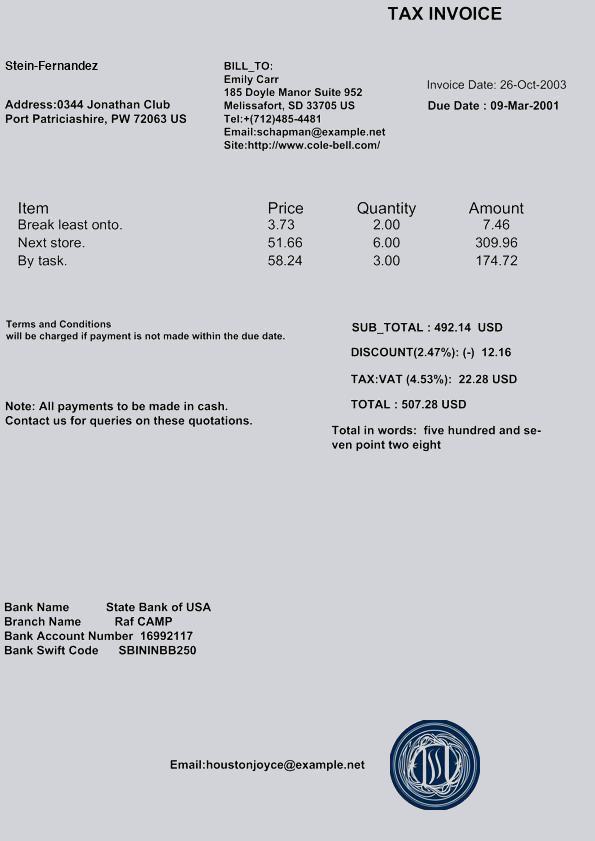 TAX INVOICE
Stein-Fernandez
Address:0344 Jonathan Club
Port Patriciashire, PW 72063 US
BILL_TO:
Emily Carr
185 Doyle Manor Suite 952
Melissafort, SD 33705 US
Tel:+(712)485-4481
Email:schapman@example.net
Site:http://www.cole-bell.com/
Invoice Date: 26-Oct-2003
Due Date : 09-Mar-2001
Item Price Quantity Amount
Break least onto. 3.73 2.00 7.46
Next store. 51.66 6.00 309.96
By task. 58.24 3.00 174.72
Terms and Conditions
will be charged if payment is not made within the due date.
SUB_TOTAL : 492.14 USD
DISCOUNT(2.47%): (-) 12.16
TAX:VAT (4.53%): 22.28 USD
TOTAL : 507.28 USD
Note: All payments to be made in cash.
Contact us for queries on these quotations.
Total in words: five hundred and se-
ven point two eight
Bank Name State Bank of USA
Branch Name Raf CAMP
Bank Account Number 16992117
Bank Swift Code SBININBB250
Email:houstonjoyce@example.net